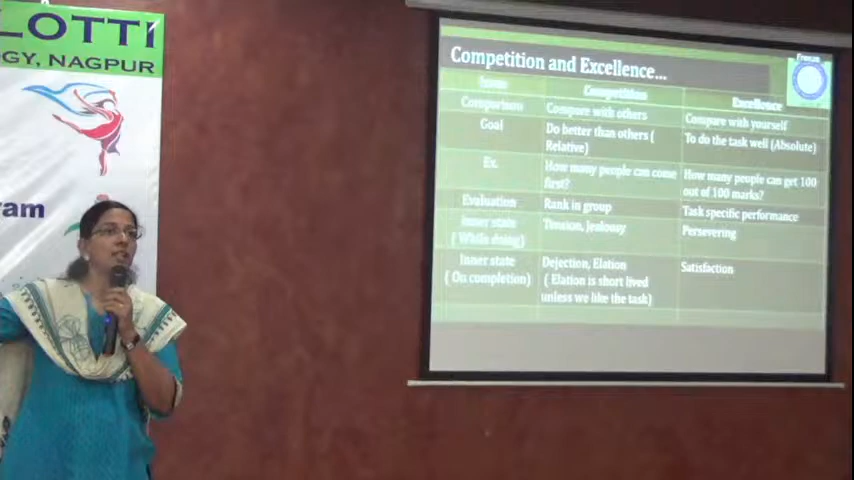 LOTTI
GY, NAGPUR
ram
Competition and Excellence...
Freeze
Issue
Competition
Excellence
Comparison
Compare with others
Compare with yourself
Goal
Do better than others (
Relative)
To do the task well (Absolute)
Ex.
How many people can come
first?
How many people can get 100
out of 100 marks?
Evaluation
Rank in group
Task specific performance
Inner state
( While doing)
Tension, Jealousy
Persevering
Inner state
( On completion)
Dejection, Elation
( Elation is short lived
unless we like the task)
Satisfaction